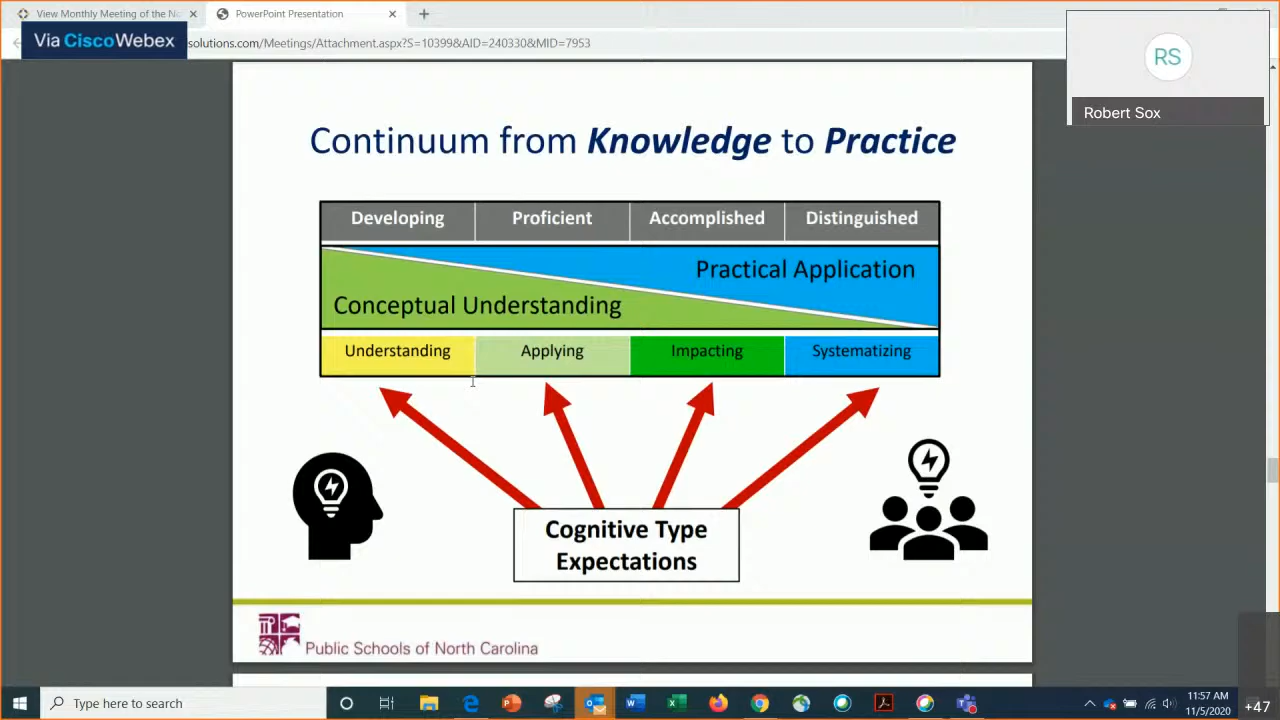 View Monthly Meeting of the No
PowerPoint Presentation
Via CiscoWebex
solutions.com/Meetings/Attachment.aspx?S=10399&AID=240330&MID=7953
RS
Robert Sox
Continuum from Knowledge to Practice
Developing Proficient Accomplished Distinguished
Practical Application
Conceptual Understanding
Understanding Applying Impacting Systematizing
Cognitive Type
Expectations
Public Schools of North Carolina
Type here to search
11:57 AM
11/5/2020
+47